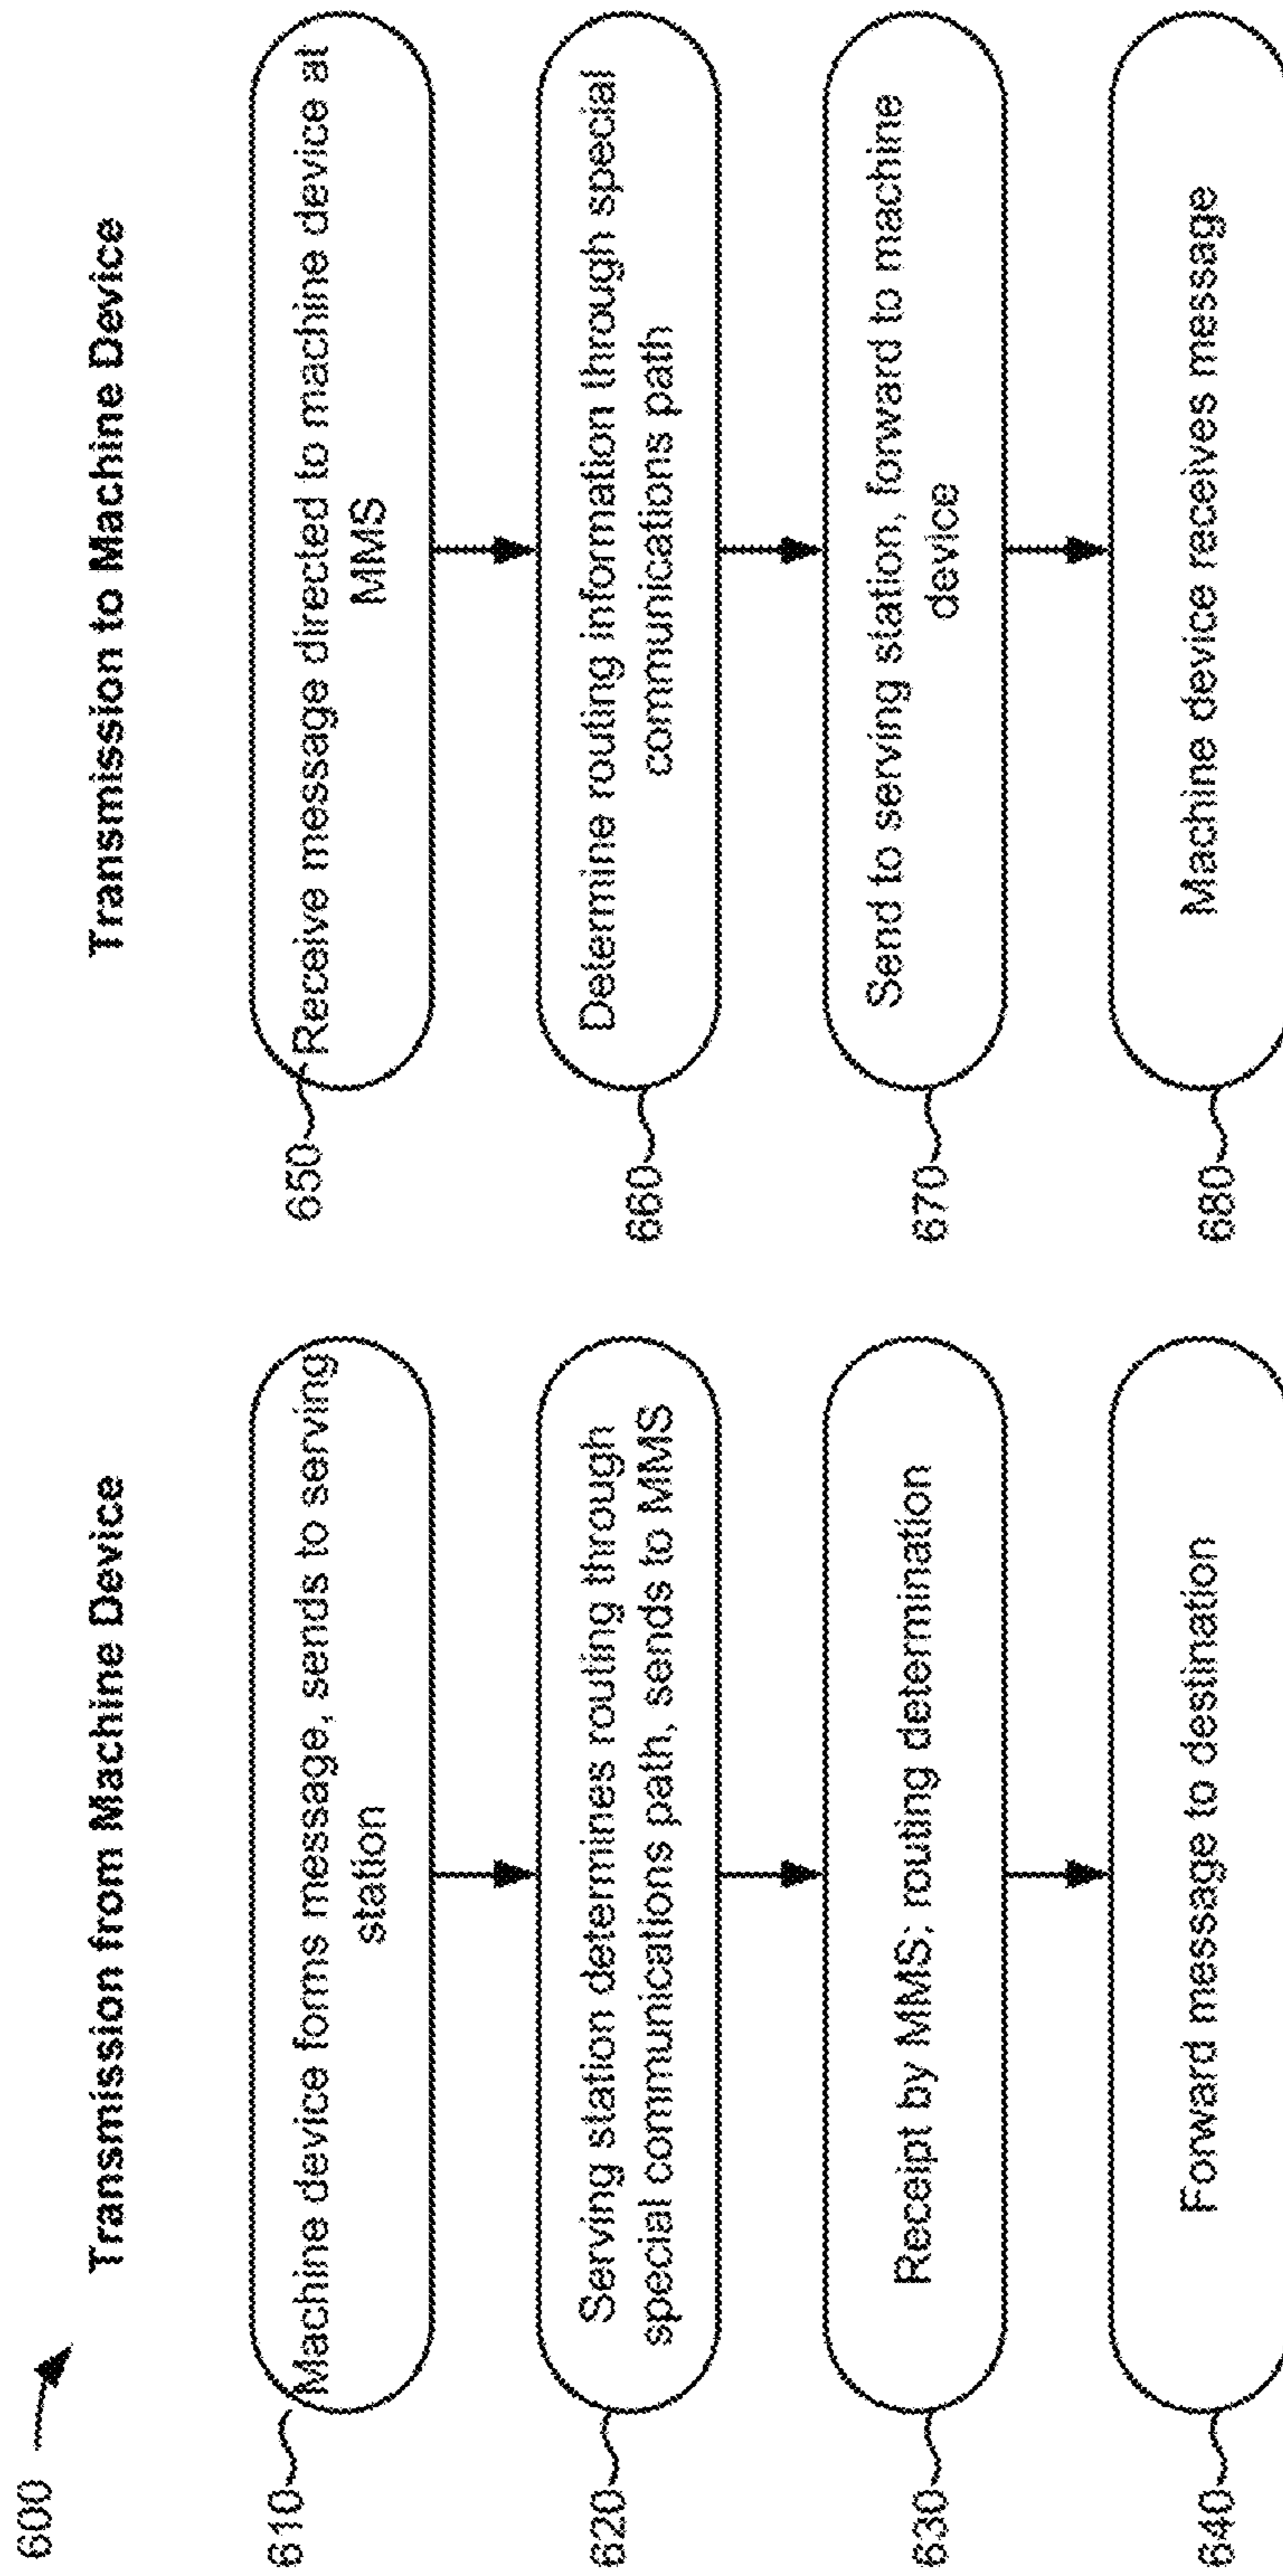 600
Transmission from Machine Device
610
Machine device forms message, sends to serving
station
620
Serving station determines routing through
special communications path, sends to MMS
630
Receipt by MMS; routing determination
640
Forward message to destination
Transmission to Machine Device
650
Receive message directed to machine device at
MMS
660
Determine routing information through special
communications path
670
Send to serving station, forward to machine
device
680
Machine device receives message